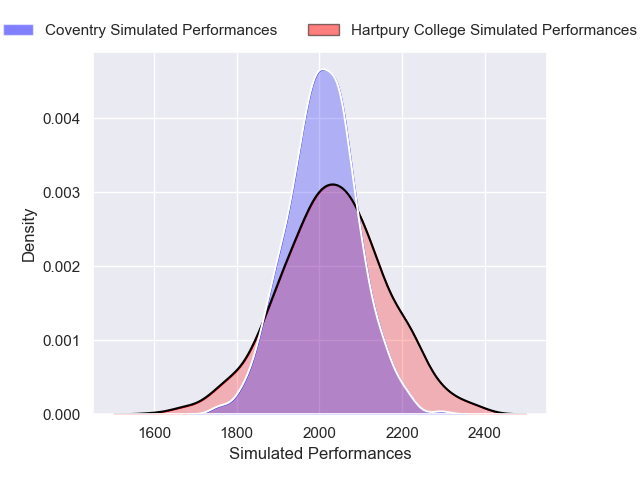 Coventry Simulated Performances
Hartpury College Simulated Performances
Density
0.004
0.003
0.002
0.001
0.000
1600 1800 2000 2200 2400
Simulated Performances